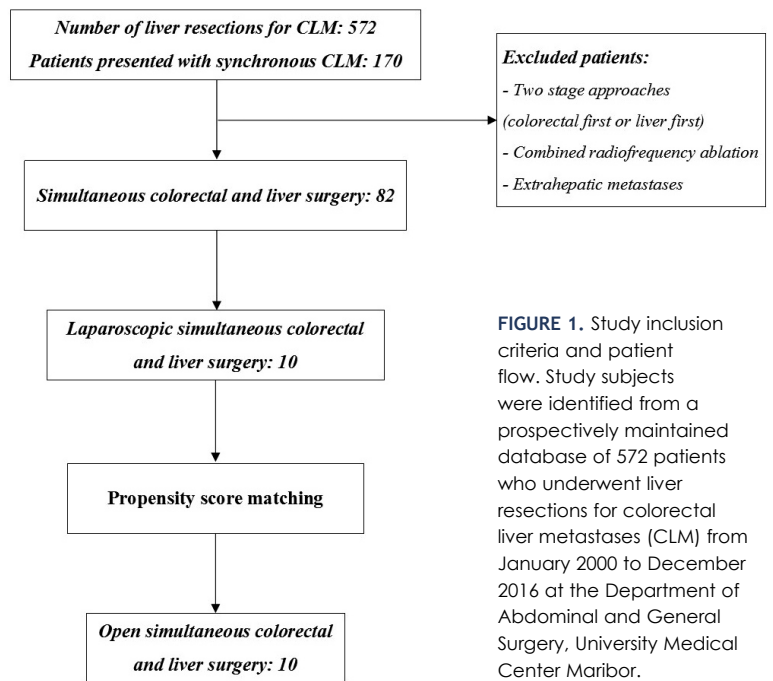 Number of liver resections for CLM: 572
Patients presented with synchronous CLM: 170
Excluded patients:
- Two stage approaches
(colorectal first or liver first)
- Combined radiofrequency ablation
- Extrahepatic metastases
Simultaneous colorectal and liver surgery: 82
Laparoscopic simultaneous colorectal
and liver surgery: 10
Propensity score matching
Open simultaneous colorectal
and liver surgery: 10
FIGURE 1. Study inclusion
criteria and patient
flow. Study subjects
were identified from a
prospectively maintained
database of 572 patients
who underwent liver
resections for colorectal
liver metastases (CLM) from
January 2000 to December
2016 at the Department of
Abdominal and General
Surgery, University Medical
Center Maribor.